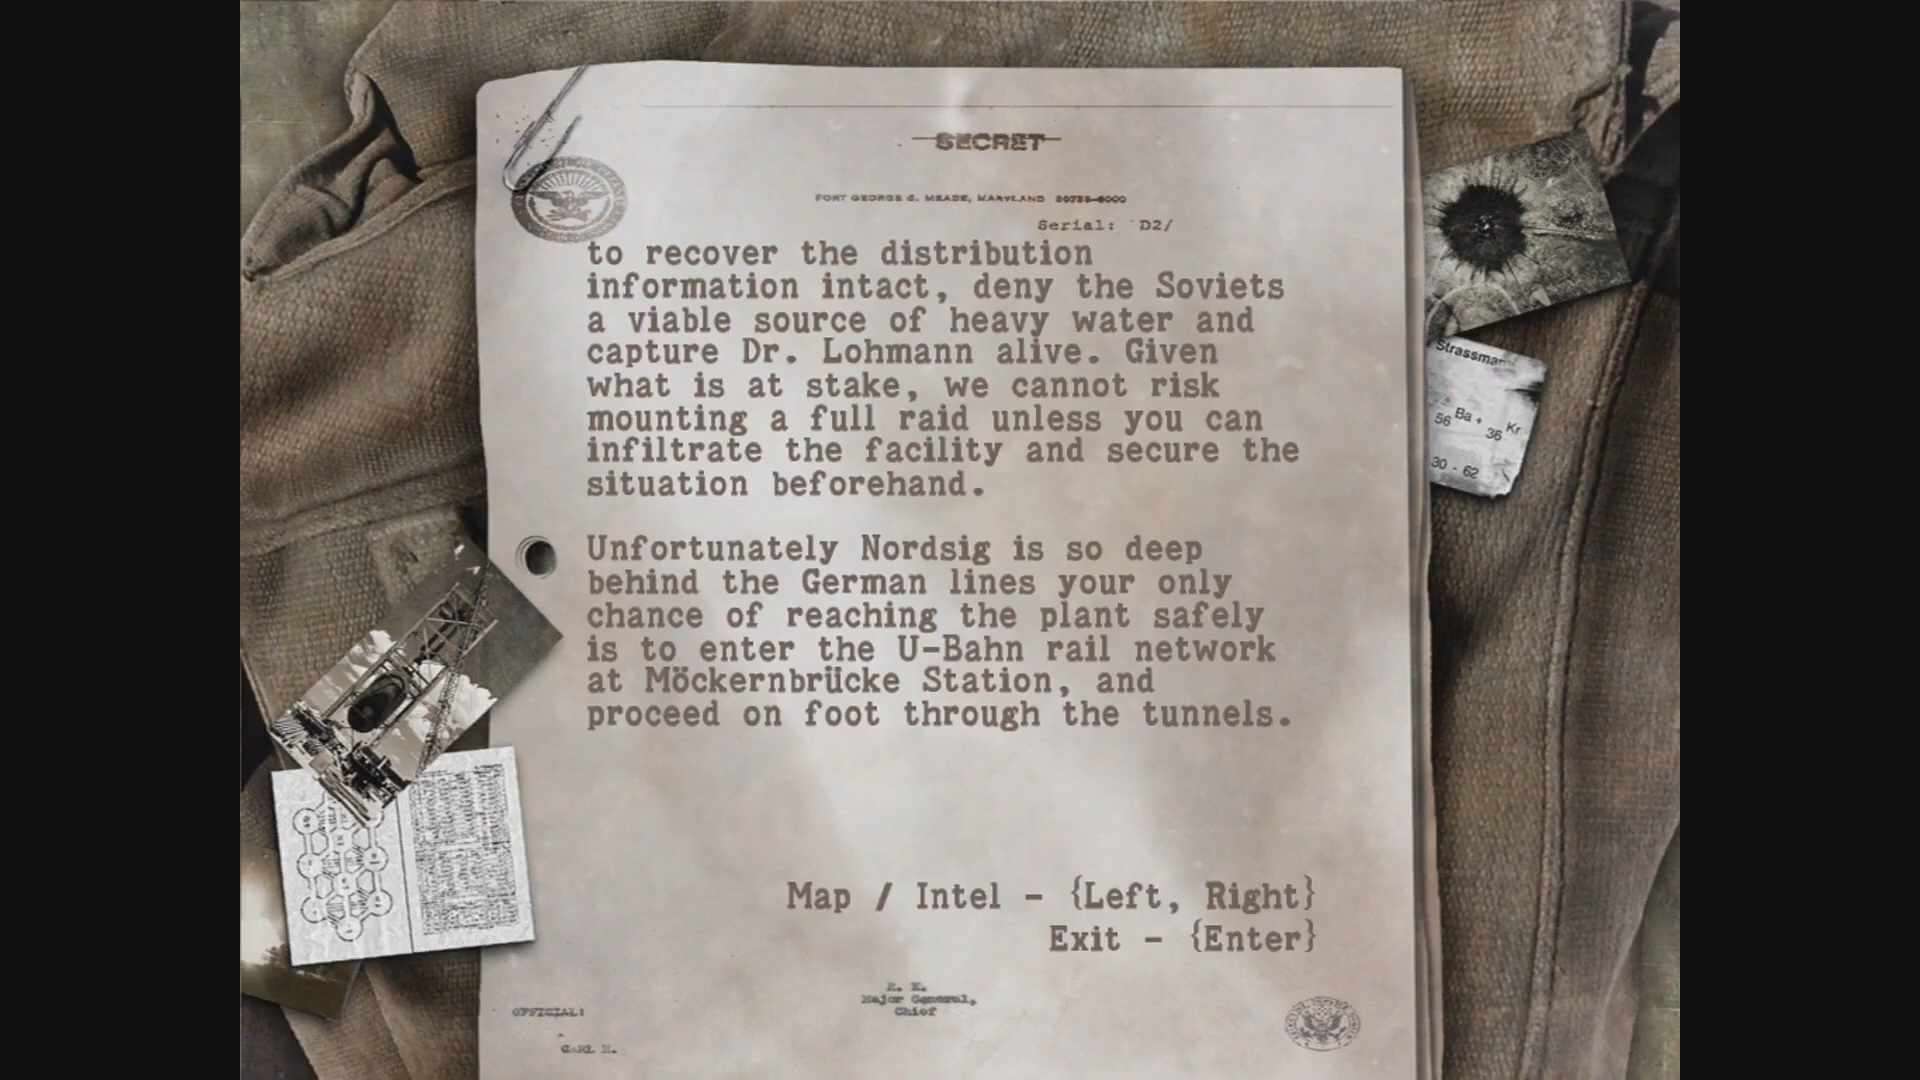 SECRET
FORT GEORGE G. MEADE, MARYLAND 20755-6000
Serial: D2/
to recover the distribution
information intact, deny the Soviets
a viable source of heavy water and
capture Dr. Lohmann alive. Given
what is at stake, we cannot risk
mounting a full raid unless you can
infiltrate the facility and secure the
situation beforehand.
Unfortunately Nordsig is so deep
behind the German lines your only
chance of reaching the plant safely
is to enter the U-Bahn rail network
at Möckernbrücke Station, and
proceed on foot through the tunnels.
Map / Intel - {Left, Right}
Exit - {Enter}
R. K.
Major General,
Chief
OFFICIAL:
CARL H.
Strassman
56 Ba + 36 Kr
30 - 62